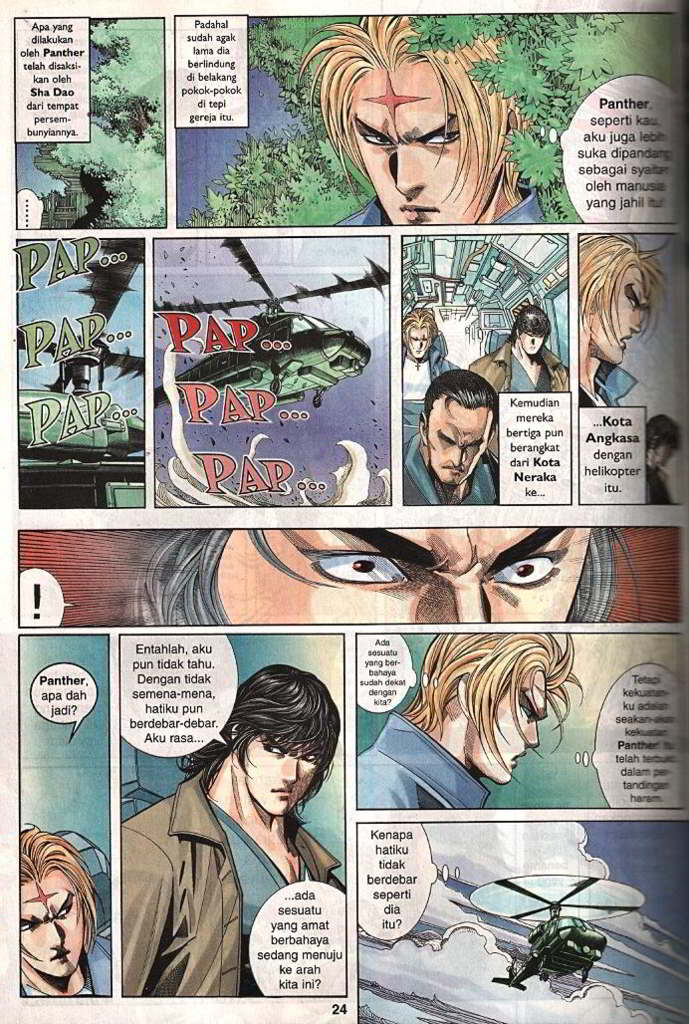 Apa yang
dilakukan
oleh Panther
telah disaksi-
kan oleh
Sha Dao
dari tempat
persem-
bunyiannya.
Padahal
sudah agak
lama dia
berlindung
di belakang
pokok-pokok
di tepi
gereja itu.
Panther,
seperti kau,
aku juga lebih
suka dipandang
sebagai syaitan
oleh manusia
yang jahil itu!
......
PAP...
PAP...
PAP...
PAP...
PAP...
PAP...
Kemudian
mereka
bertiga pun
berangkat
dari Kota
Neraka
ke...
...Kota
Angkasa
dengan
helikopter
itu.
!
Panther,
apa dah
jadi?
Entahlah, aku
pun tidak tahu.
Dengan tidak
semena-mena,
hatiku pun
berdebar-debar.
Aku rasa...
...ada
sesuatu
yang amat
berbahaya
sedang menuju
ke arah
kita ini?
Ada
sesuatu
yang ber-
bahaya
sudah dekat
dengan
kita?
Tetapi
kekuatan-
ku adalah
seakan-akan
kekuatan
Panther! Itu
telah terbukti
dalam per-
tandingan
haram.
Kenapa
hatiku
tidak
berdebar
seperti
dia
itu?
24